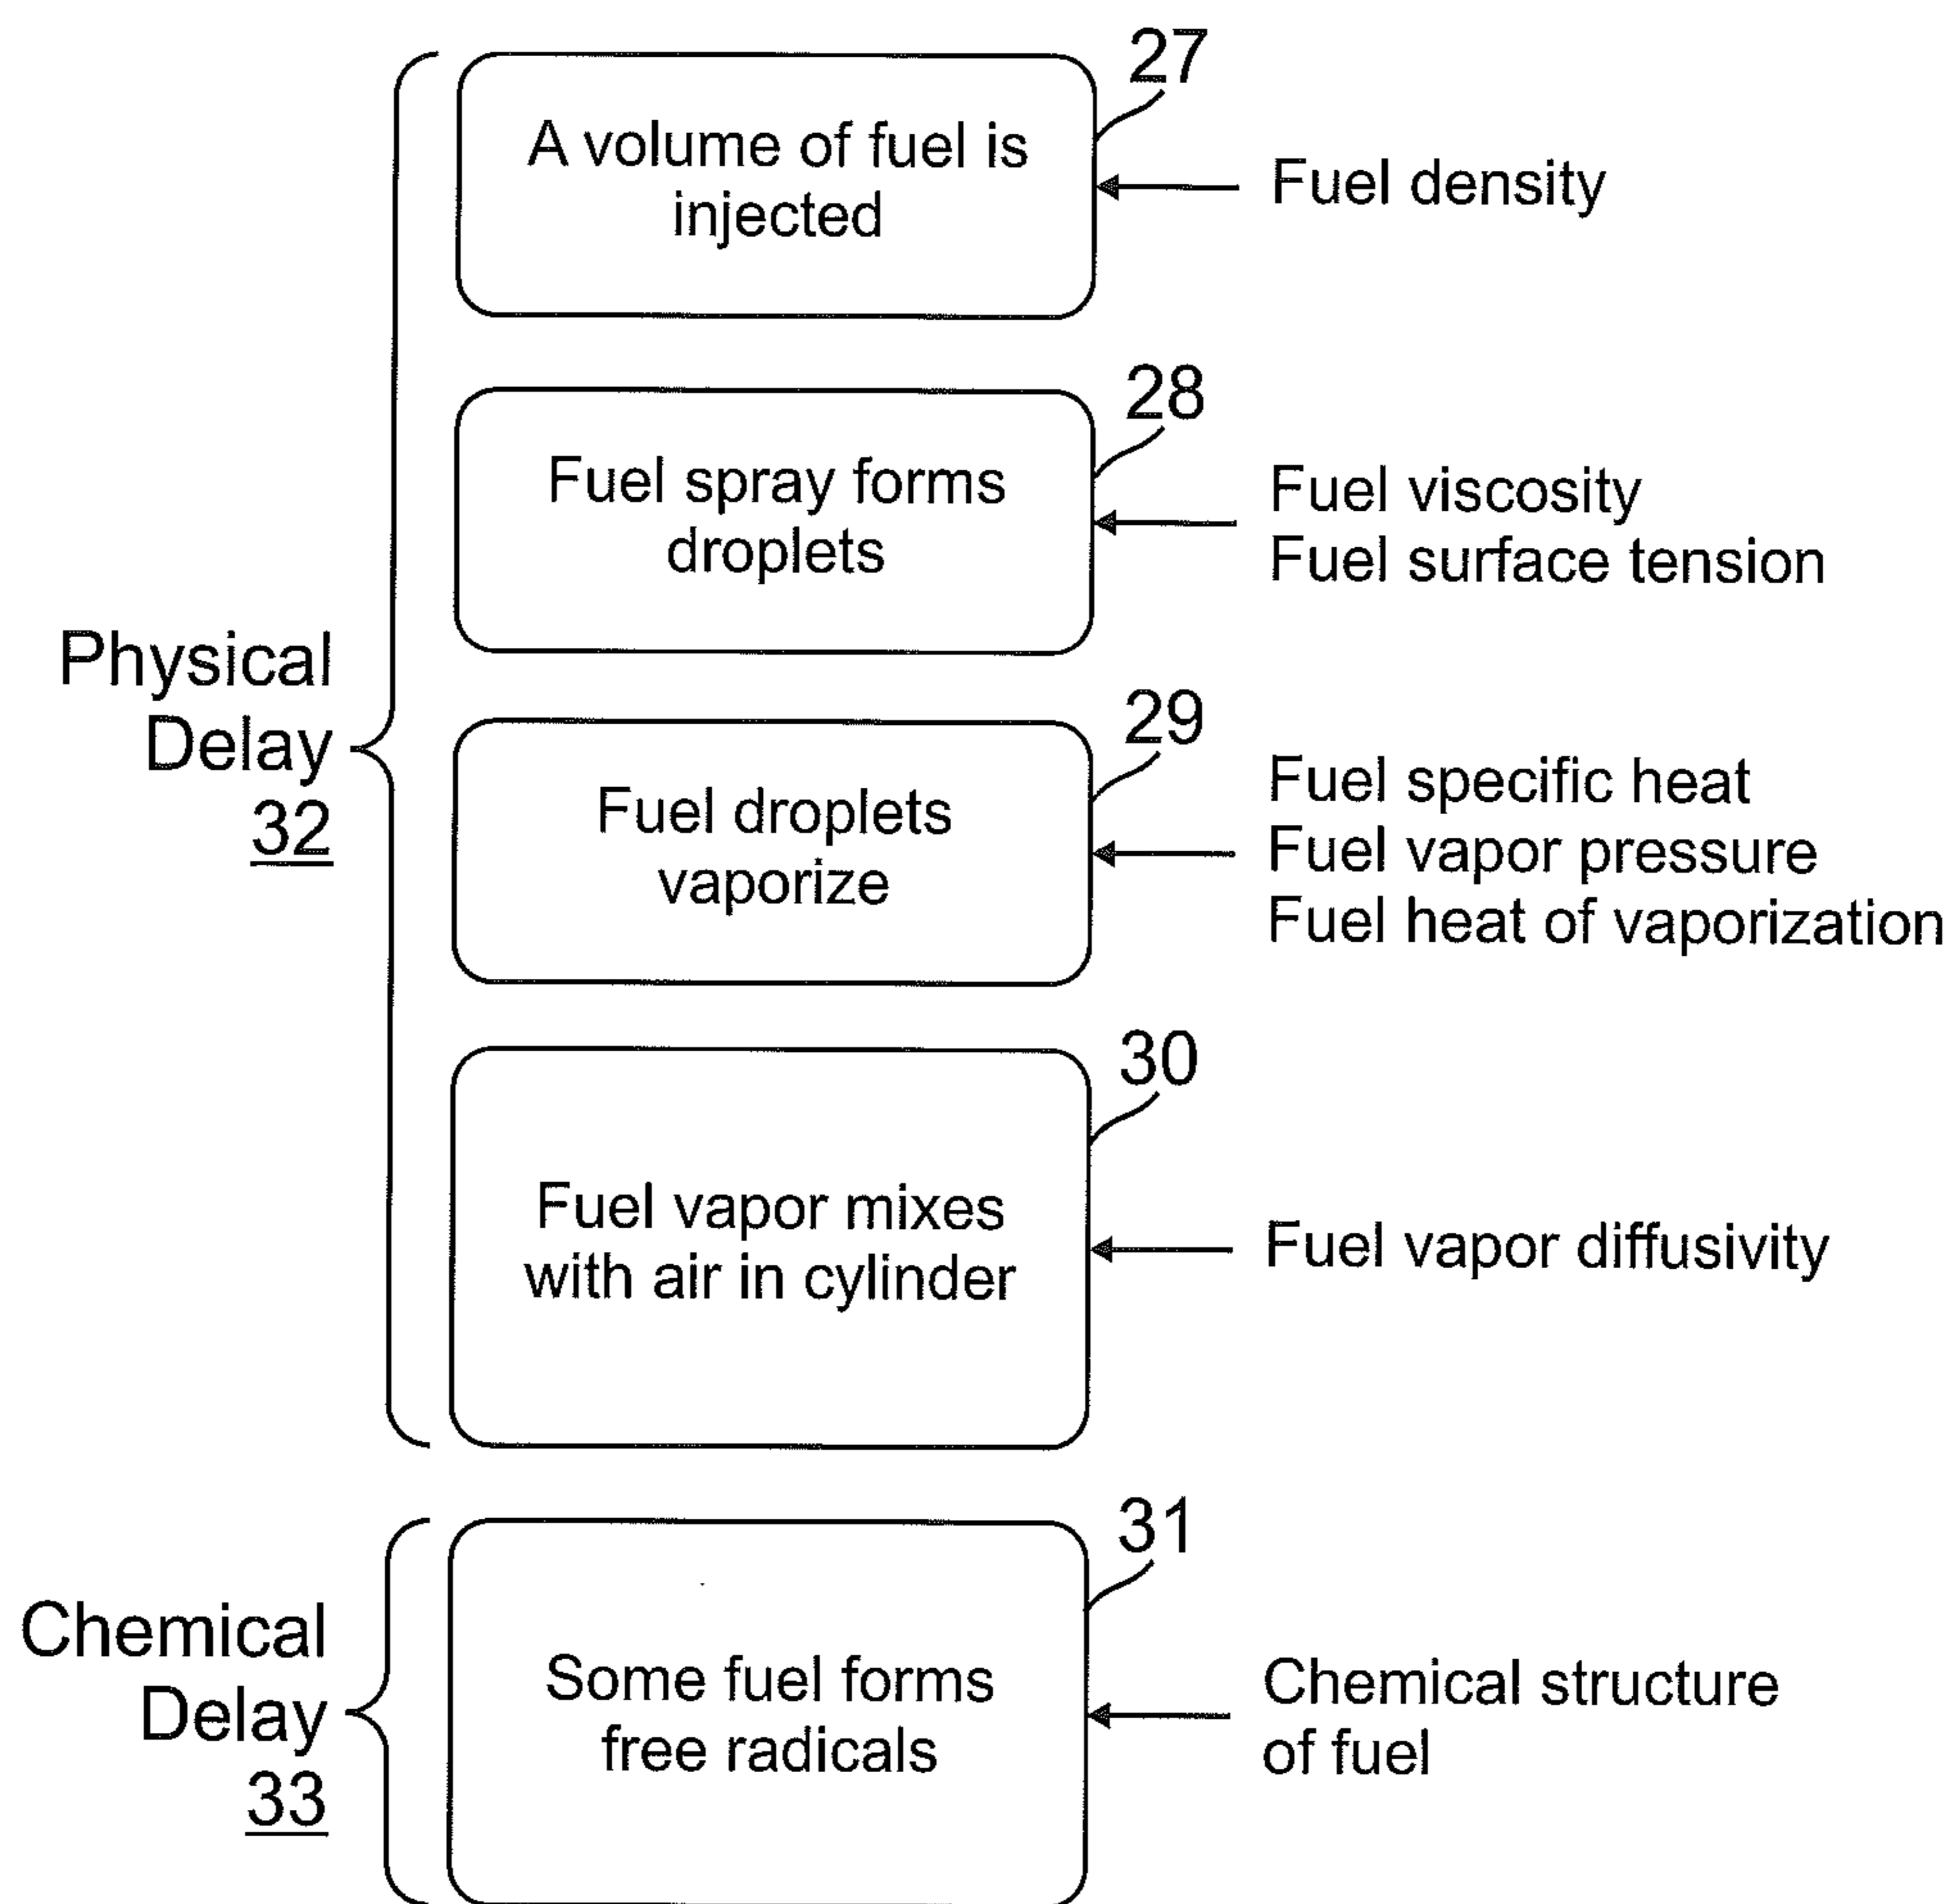 27
A volume of fuel is
injected
Fuel density
28
Fuel spray forms
droplets
Fuel viscosity
Fuel surface tension
Physical
Delay
32
29
Fuel droplets
vaporize
Fuel specific heat
Fuel vapor pressure
Fuel heat of vaporization
30
Fuel vapor mixes
with air in cylinder
Fuel vapor diffusivity
31
Chemical
Delay
33
Some fuel forms
free radicals
Chemical structure
of fuel